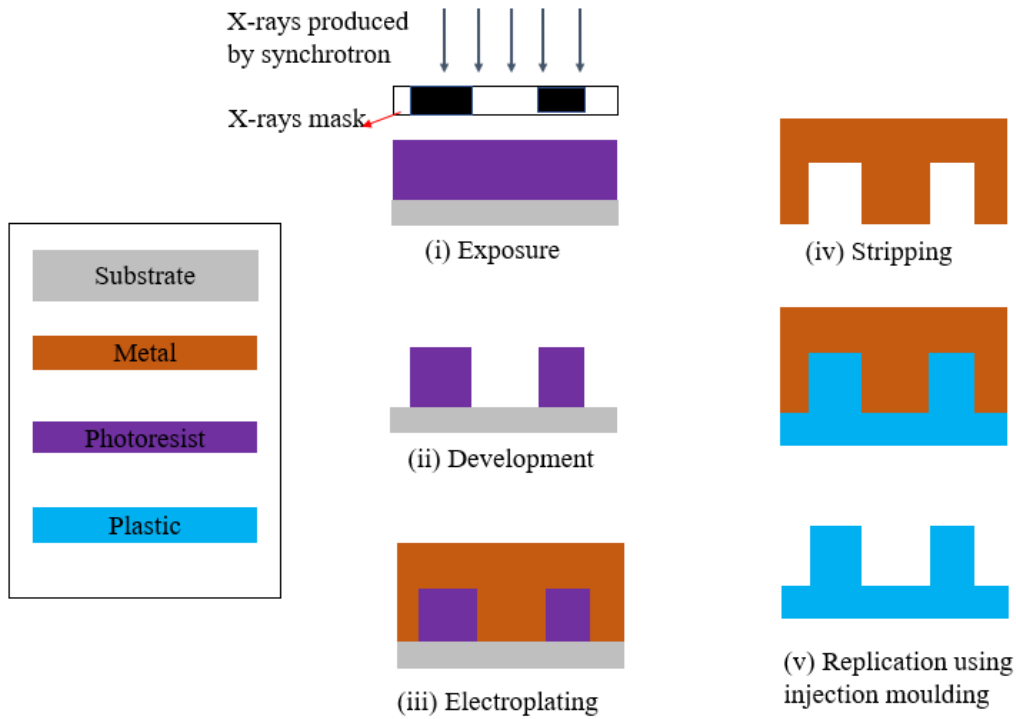 X-rays produced
by synchrotron
X-rays mask
(i) Exposure
Substrate
Metal
Photoresist
Plastic
(ii) Development
(iii) Electroplating
(iv) Stripping
(v) Replication using
injection moulding